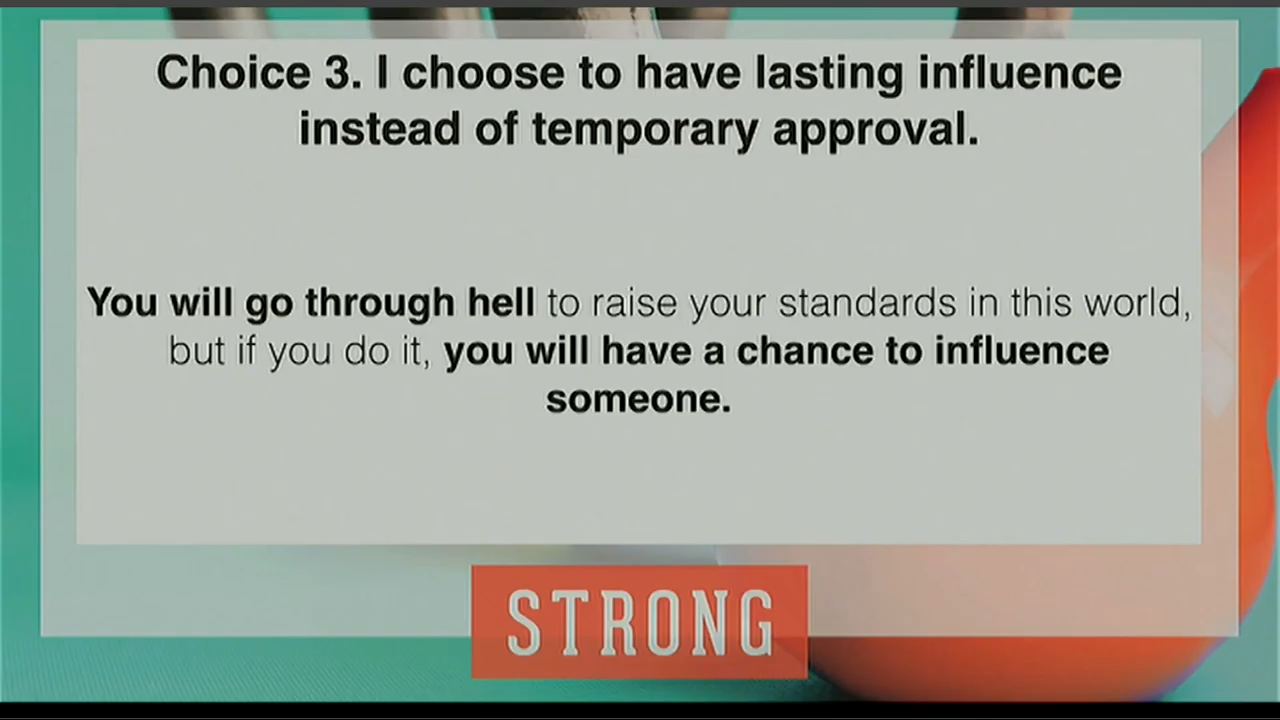 Choice 3. I choose to have lasting influence
instead of temporary approval.
You will go through hell to raise your standards in this world,
but if you do it, you will have a chance to influence
someone.
STRONG